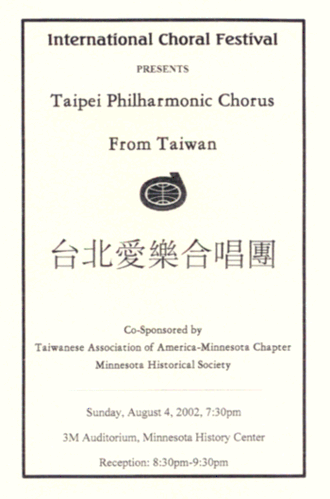 International Choral Festival
PRESENTS
Taipei Philharmonic Chorus
From Taiwan
台北愛樂合唱團
Co-Sponsored by
Taiwanese Association of America-Minnesota Chapter
Minnesota Historical Society
Sunday, August 4, 2002, 7:30pm
3M Auditorium, Minnesota History Center
Reception: 8:30pm-9:30pm